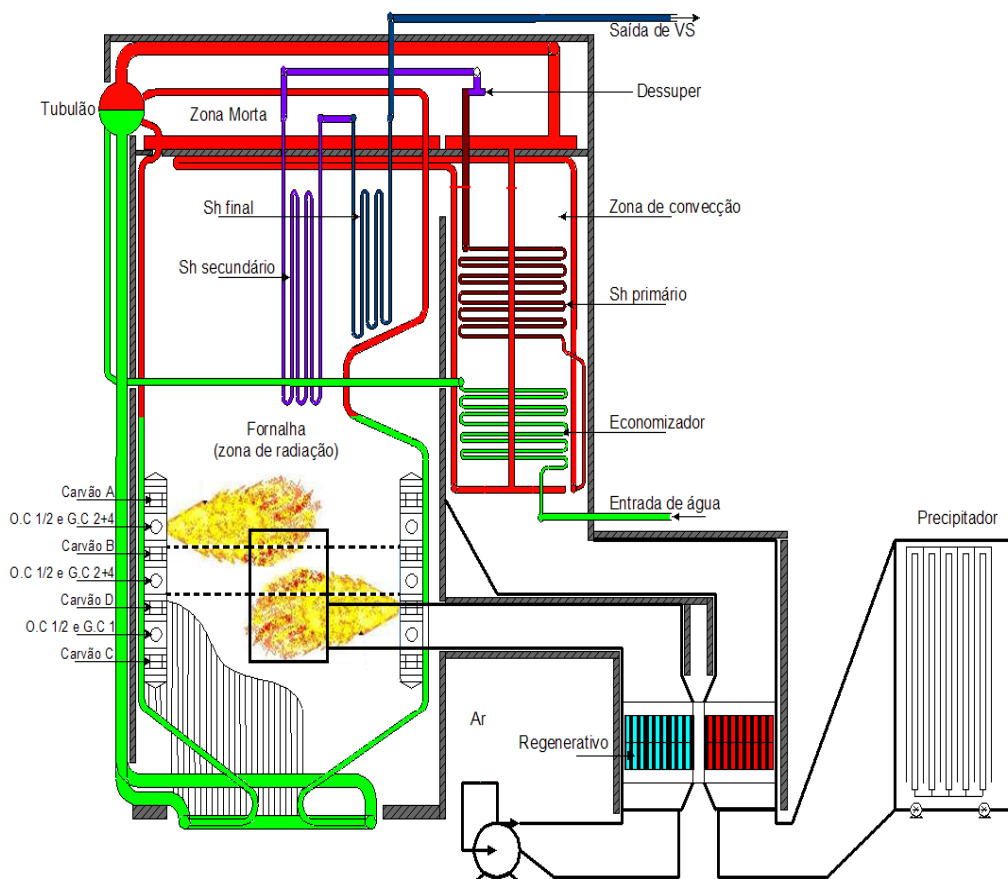 Saída de VS
Tubulão
Zona Morta
Dessuper
Sh final
Zona de convecção
Sh secundário
Sh primário
Fornalha
(zona de radiação)
Economizador
Carvão A
O.C 1/2 e G.C 2+4
Carvão B
O.C 1/2 e G.C 2+4
Carvão D
O.C 1/2 e G.C 1
Carvão C
Entrada de água
Precipitador
Ar
Regenerativo